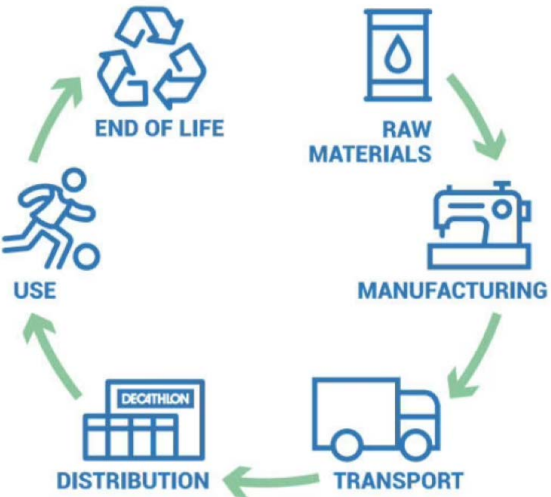 END OF LIFE
RAW
MATERIALS
USE
MANUFACTURING
DECATHLON
DISTRIBUTION
TRANSPORT